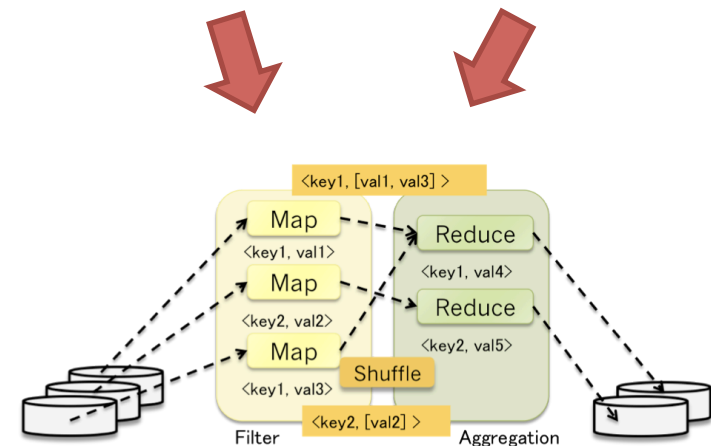 <key1, [val1, val3] >
Map
<key1, val1>
Reduce
<key1, val4>
Map
<key2, val2>
Reduce
<key2, val5>
Map
<key1, val3>
Shuffle
<key2, [val2] >
Filter
Aggregation